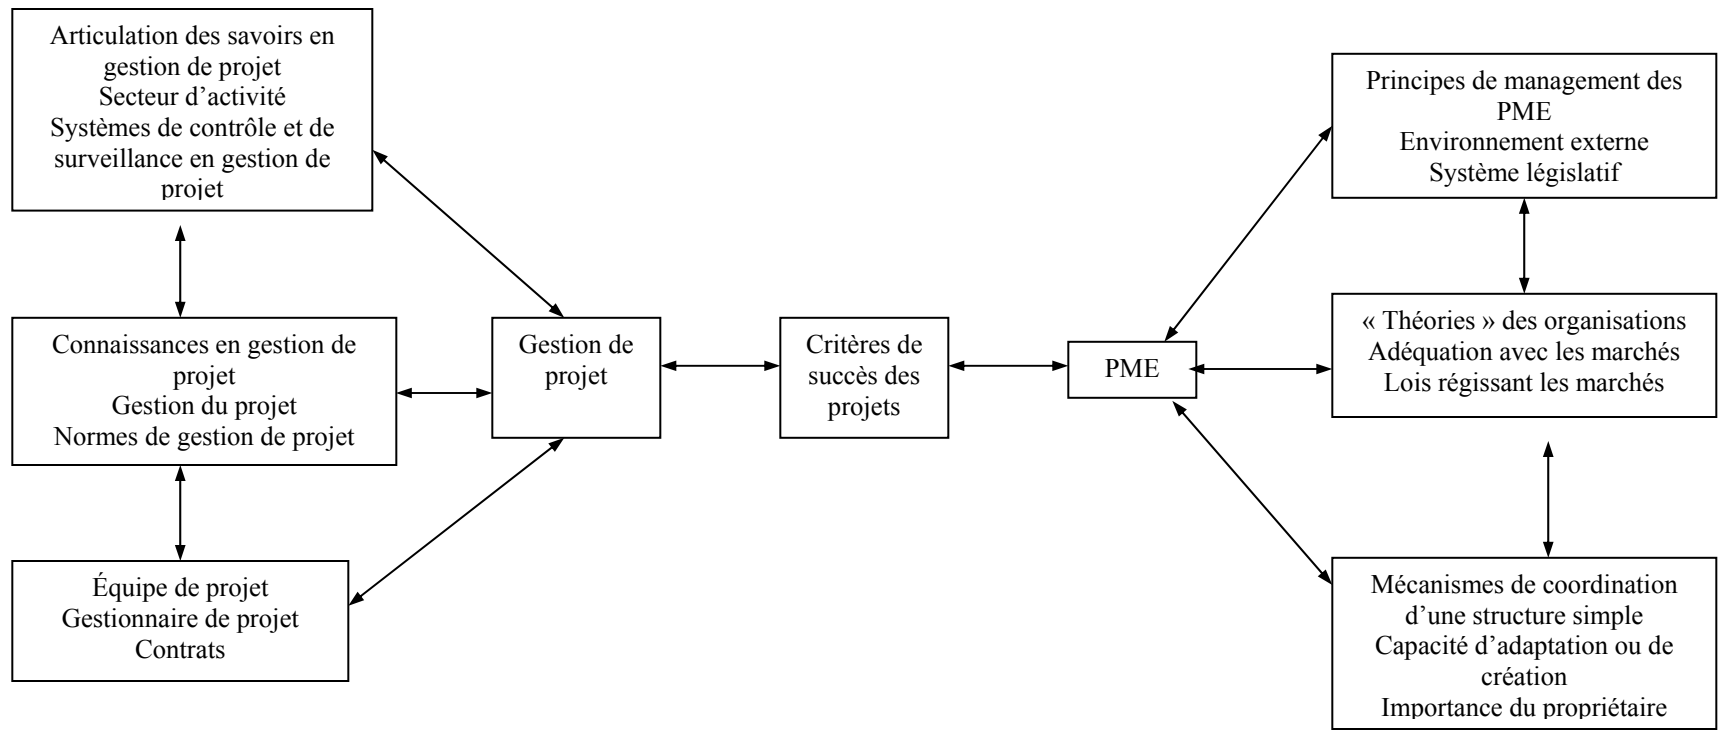 Articulation des savoirs en
gestion de projet
Secteur d’activité
Systèmes de contrôle et de
surveillance en gestion de
projet
Connaissances en gestion de
projet
Gestion du projet
Normes de gestion de projet
Équipe de projet
Gestionnaire de projet
Contrats
Gestion de
projet
Critères de
succès des
projets
PME
Principes de management des
PME
Environnement externe
Système législatif
« Théories » des organisations
Adéquation avec les marchés
Lois régissant les marchés
Mécanismes de coordination
d’une structure simple
Capacité d’adaptation ou de
création
Importance du propriétaire